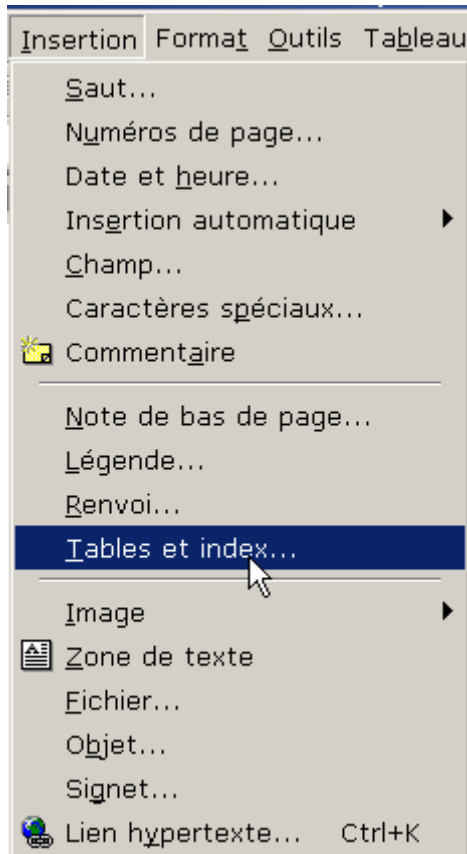 Insertion Format Outils Tableau
Saut...
Numéros de page...
Date et heure...
Insertion automatique
Champ...
Caractères spéciaux...
Commentaire
Note de bas de page...
Légende...
Renvoi...
Tables et index...
Image
Zone de texte
Fichier...
Objet...
Signet...
Lien hypertexte... Ctrl+K